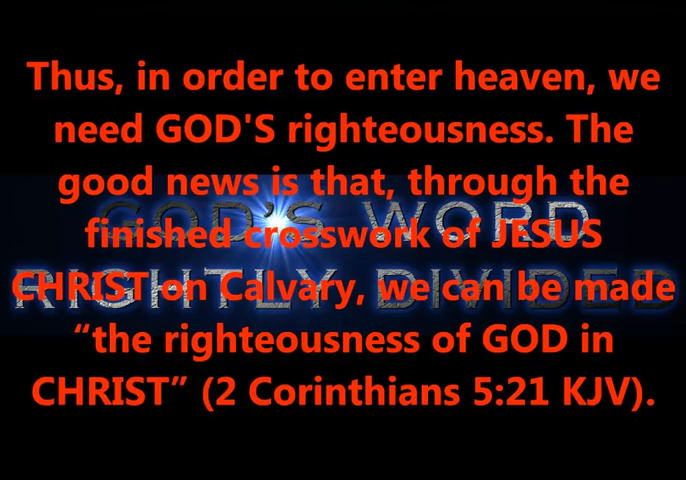 Thus, in order to enter heaven, we
need GOD'S righteousness. The
good news is that, through the
GOD'S WORD
finished crosswork of JESUS
CHRIST on Calvary, we can be made
RIGHTLY DIVIDED
“the righteousness of GOD in
CHRIST” (2 Corinthians 5:21 KJV).